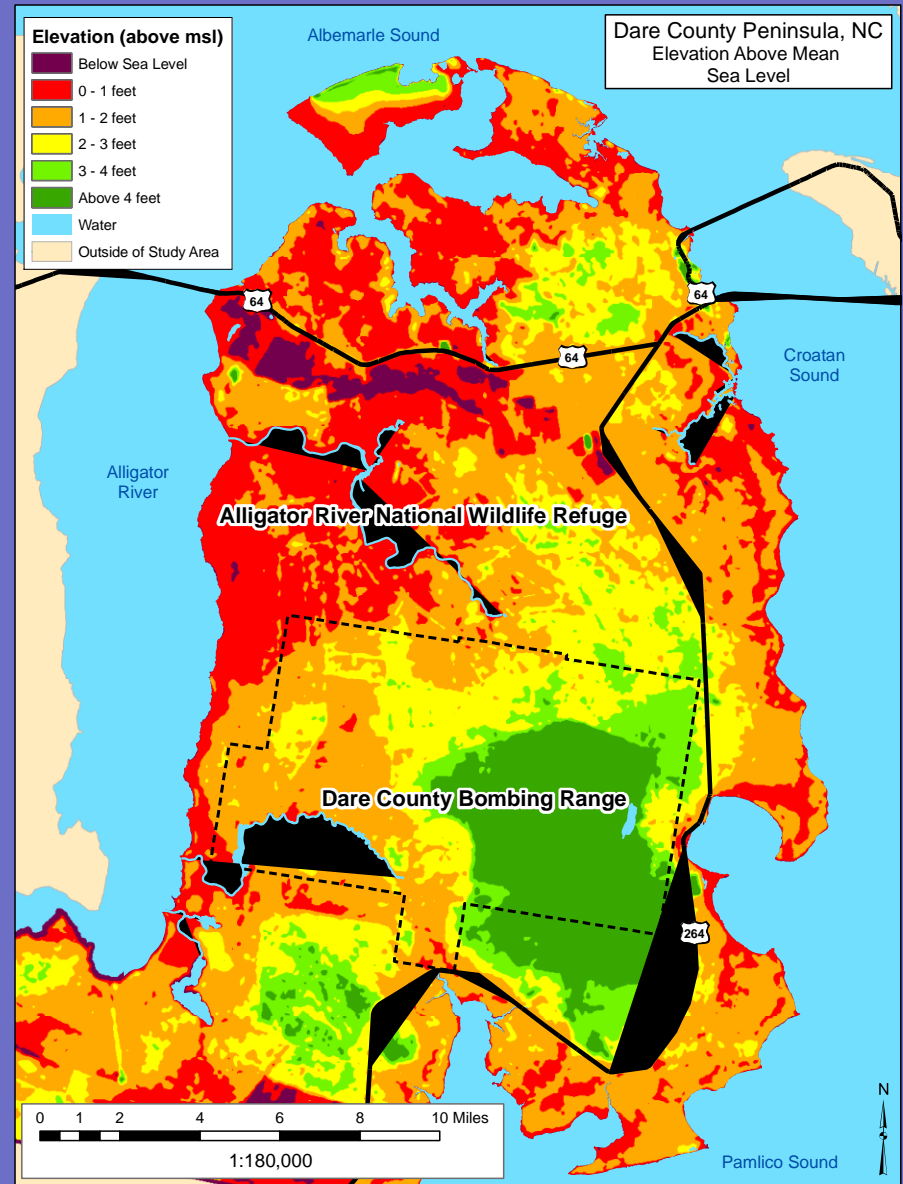 Elevation (above msl)
Below Sea Level
0 - 1 feet
1 - 2 feet
2 - 3 feet
3 - 4 feet
Above 4 feet
Water
Outside of Study Area
Albemarle Sound
Dare County Peninsula, NC
Elevation Above Mean
Sea Level
64
64
64
Croatan
Sound
Alligator
River
Alligator River National Wildlife Refuge
Dare County Bombing Range
264
0 1 2 4 6 8 10 Miles
1:180,000
N
Pamlico Sound